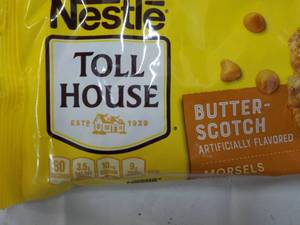 Nestlé
TOLL
HOUSE
ESTD 1939
BUTTER-
SCOTCH
ARTIFICIALLY FLAVORED
MORSELS